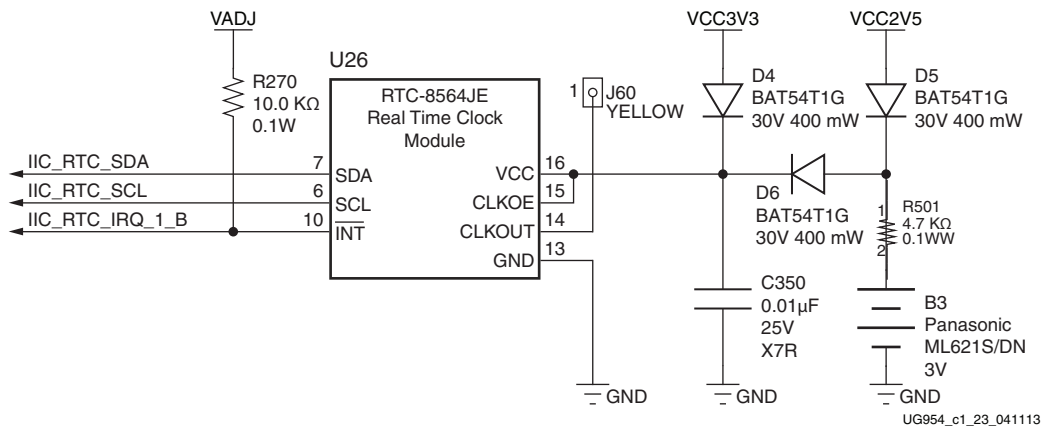 VADJ
R270
10.0 KΩ
0.1W
U26
RTC-8564JE
Real Time Clock
Module
1
J60
YELLOW
VCC3V3
VCC2V5
D4
BAT54T1G
30V 400 mW
D5
BAT54T1G
30V 400 mW
IIC_RTC_SDA
7
SDA
IIC_RTC_SCL
6
SCL
IIC_RTC_IRQ_1_B
10
INT
VCC
16
CLKOE
15
CLKOUT
14
GND
13
D6
BAT54T1G
30V 400 mW
1
R501
4.7 KΩ
0.1WW
2
C350
0.01µF
25V
X7R
B3
Panasonic
ML621S/DN
3V
GND
GND
GND
UG954_c1_23_041113